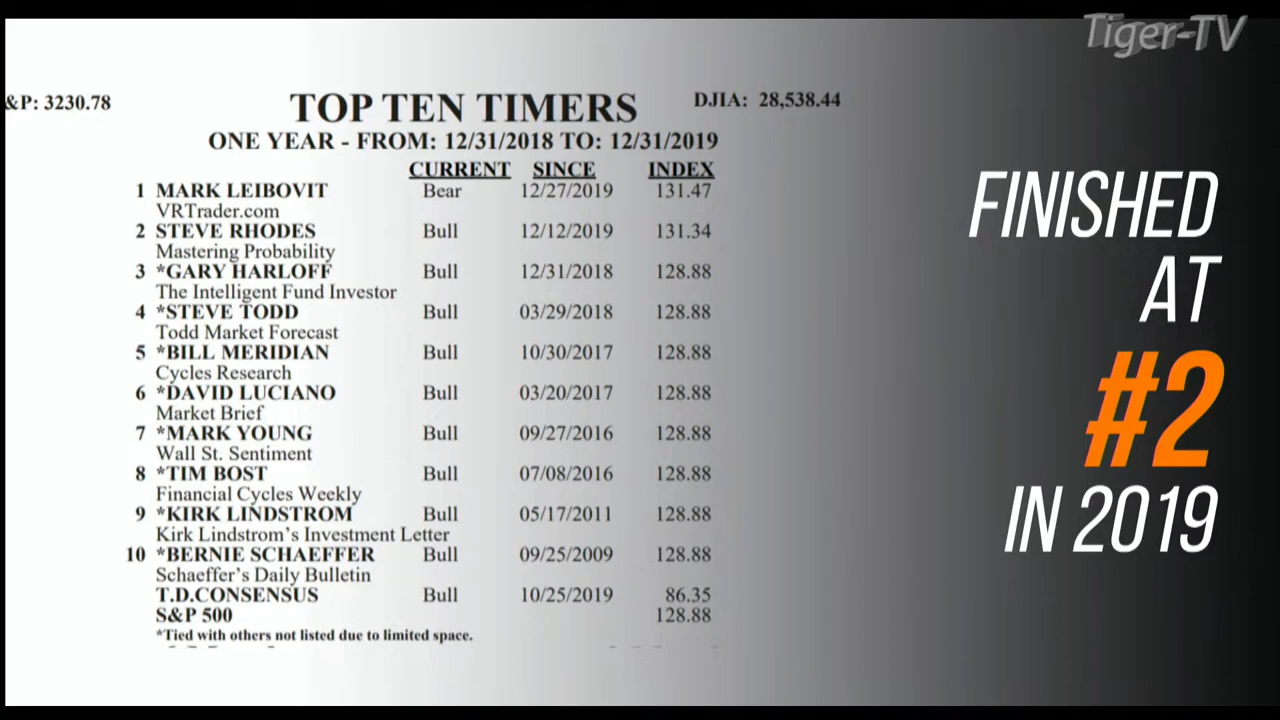 Tiger-TV
&P: 3230.78 TOP TEN TIMERS DJIA: 28,538.44
ONE YEAR - FROM: 12/31/2018 TO: 12/31/2019
CURRENT SINCE INDEX
1 MARK LEIBOVIT Bear 12/27/2019 131.47
VRTrader.com
2 STEVE RHODES Bull 12/12/2019 131.34
Mastering Probability
3 *GARY HARLOFF Bull 12/31/2018 128.88
The Intelligent Fund Investor
4 *STEVE TODD Bull 03/29/2018 128.88
Todd Market Forecast
5 *BILL MERIDIAN Bull 10/30/2017 128.88
Cycles Research
6 *DAVID LUCIANO Bull 03/20/2017 128.88
Market Brief
7 *MARK YOUNG Bull 09/27/2016 128.88
Wall St. Sentiment
8 *TIM BOST Bull 07/08/2016 128.88
Financial Cycles Weekly
9 *KIRK LINDSTROM Bull 05/17/2011 128.88
Kirk Lindstrom's Investment Letter
10 *BERNIE SCHAEFFER Bull 09/25/2009 128.88
Schaeffer's Daily Bulletin
T.D.CONSENSUS Bull 10/25/2019 86.35
S&P 500 128.88
*Tied with others not listed due to limited space.
FINISHED
AT
#2
IN 2019